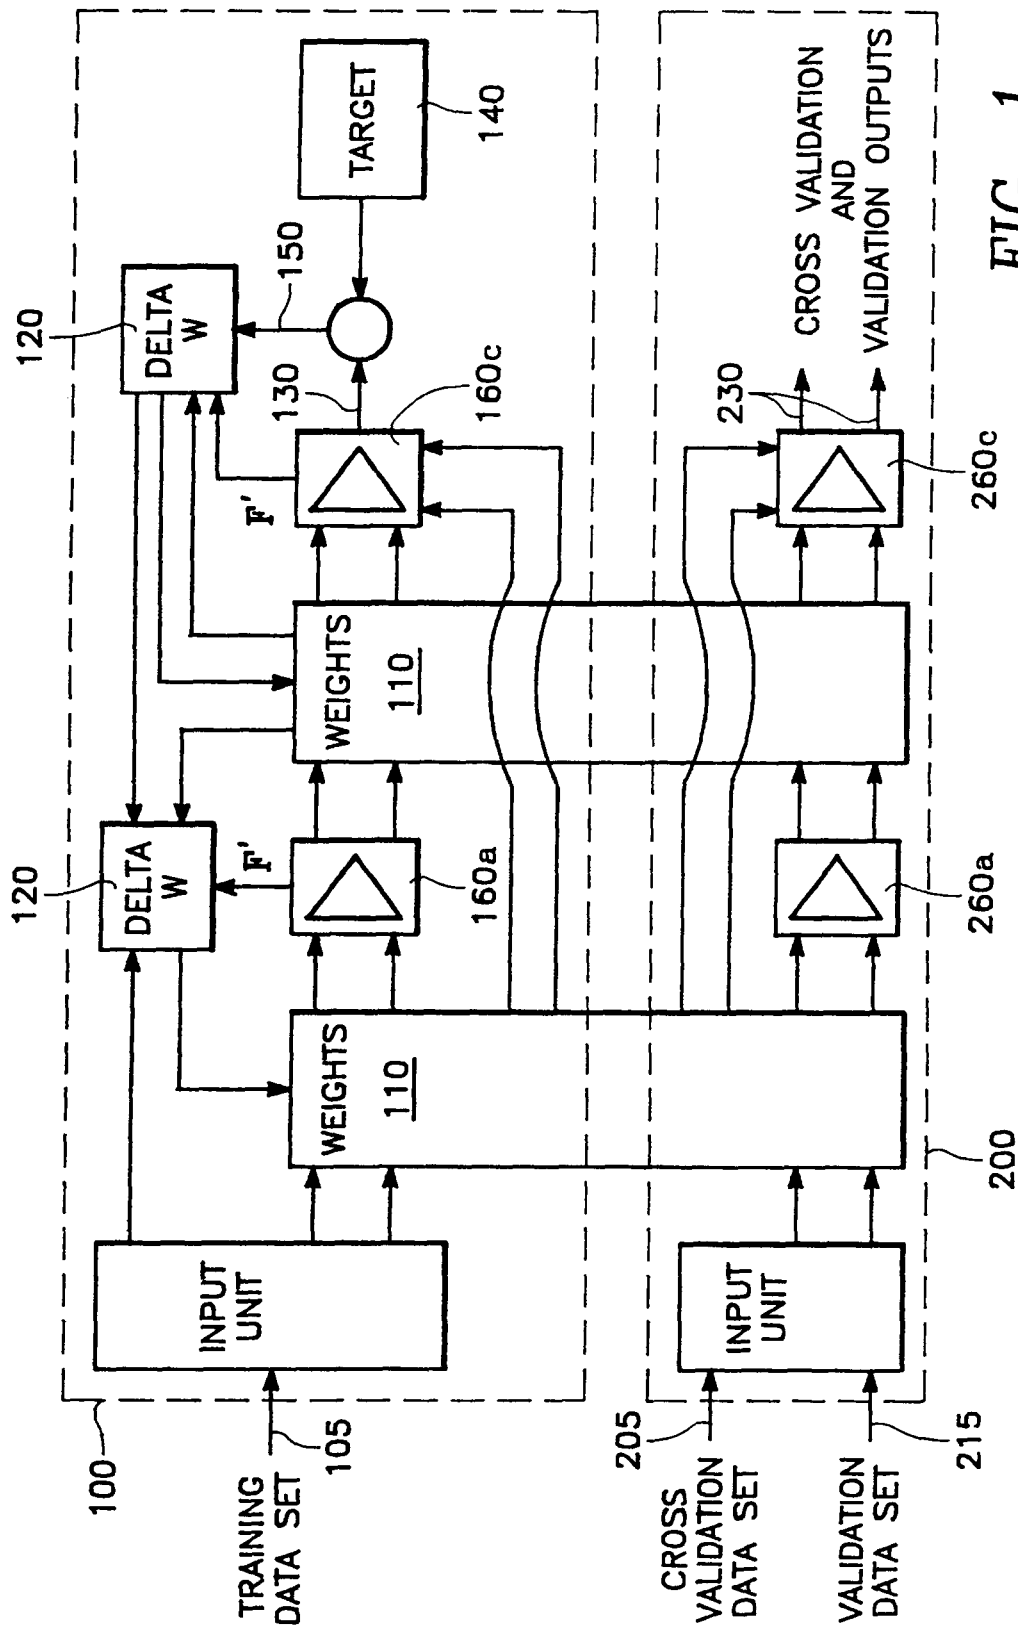 100
TRAINING
DATA SET
105
INPUT
UNIT
120
DELTA
W
F'
WEIGHTS
110
160a
WEIGHTS
110
120
DELTA
W
F'
130
150
160c
TARGET
140
CROSS
VALIDATION
DATA SET
205
VALIDATION
DATA SET
215
INPUT
UNIT
200
260a
260c
230
CROSS VALIDATION
AND
VALIDATION OUTPUTS
FIG. 1